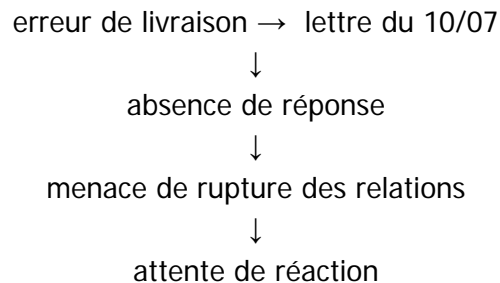 erreur de livraison → lettre du 10/07
↓
absence de réponse
↓
menace de rupture des relations
↓
attente de réaction